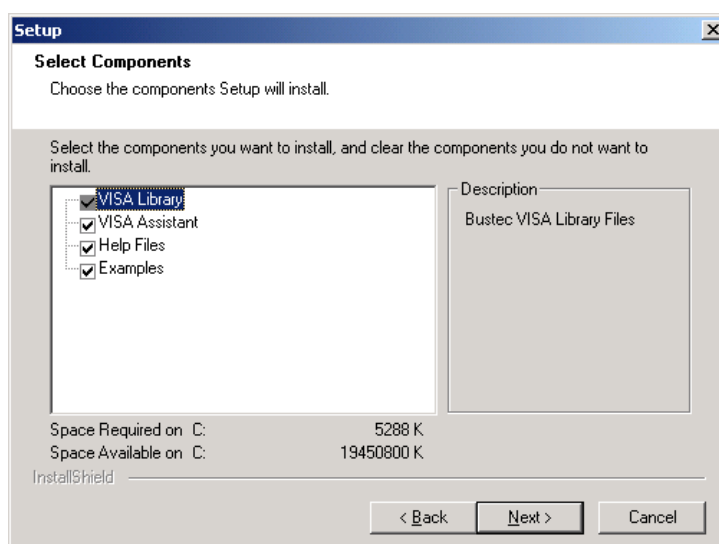 Setup
Select Components
Choose the components Setup will install.
Select the components you want to install, and clear the components you do not want to
install.
VISA Library
VISA Assistant
Help Files
Examples
Description
Bustec VISA Library Files
Space Required on C: 5288 K
Space Available on C: 19450800 K
InstallShield
< Back Next > Cancel